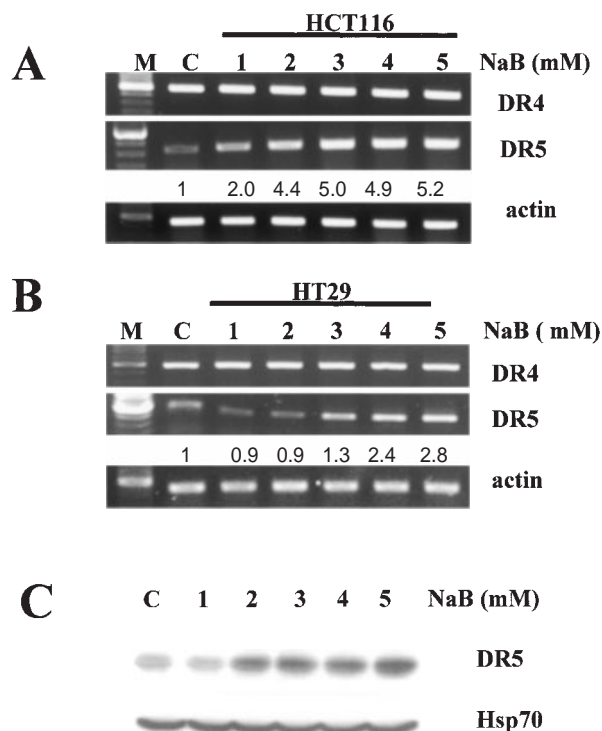 HCT116
A
M C 1 2 3 4 5 NaB (mM)
DR4
DR5
1 2.0 4.4 5.0 4.9 5.2
actin
B
HT29
M C 1 2 3 4 5 NaB ( mM)
DR4
DR5
1 0.9 0.9 1.3 2.4 2.8
actin
C
C 1 2 3 4 5 NaB (mM)
DR5
Hsp70